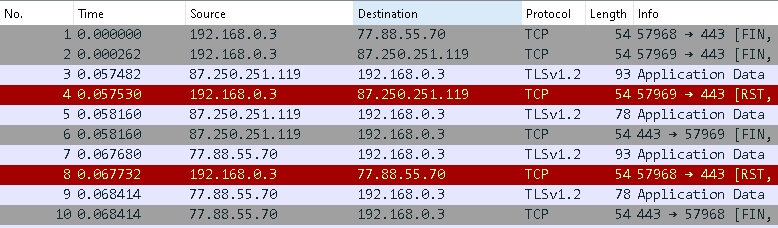 No. Time Source Destination Protocol Length Info
1 0.000000 192.168.0.3 77.88.55.70 TCP 54 57968 → 443 [FIN,
2 0.000262 192.168.0.3 87.250.251.119 TCP 54 57969 → 443 [FIN,
3 0.057482 87.250.251.119 192.168.0.3 TLSv1.2 93 Application Data
4 0.057530 192.168.0.3 87.250.251.119 TCP 54 57969 → 443 [RST,
5 0.058160 87.250.251.119 192.168.0.3 TLSv1.2 78 Application Data
6 0.058160 87.250.251.119 192.168.0.3 TCP 54 443 → 57969 [FIN,
7 0.067680 77.88.55.70 192.168.0.3 TLSv1.2 93 Application Data
8 0.067732 192.168.0.3 77.88.55.70 TCP 54 57968 → 443 [RST,
9 0.068414 77.88.55.70 192.168.0.3 TLSv1.2 78 Application Data
10 0.068414 77.88.55.70 192.168.0.3 TCP 54 443 → 57968 [FIN,